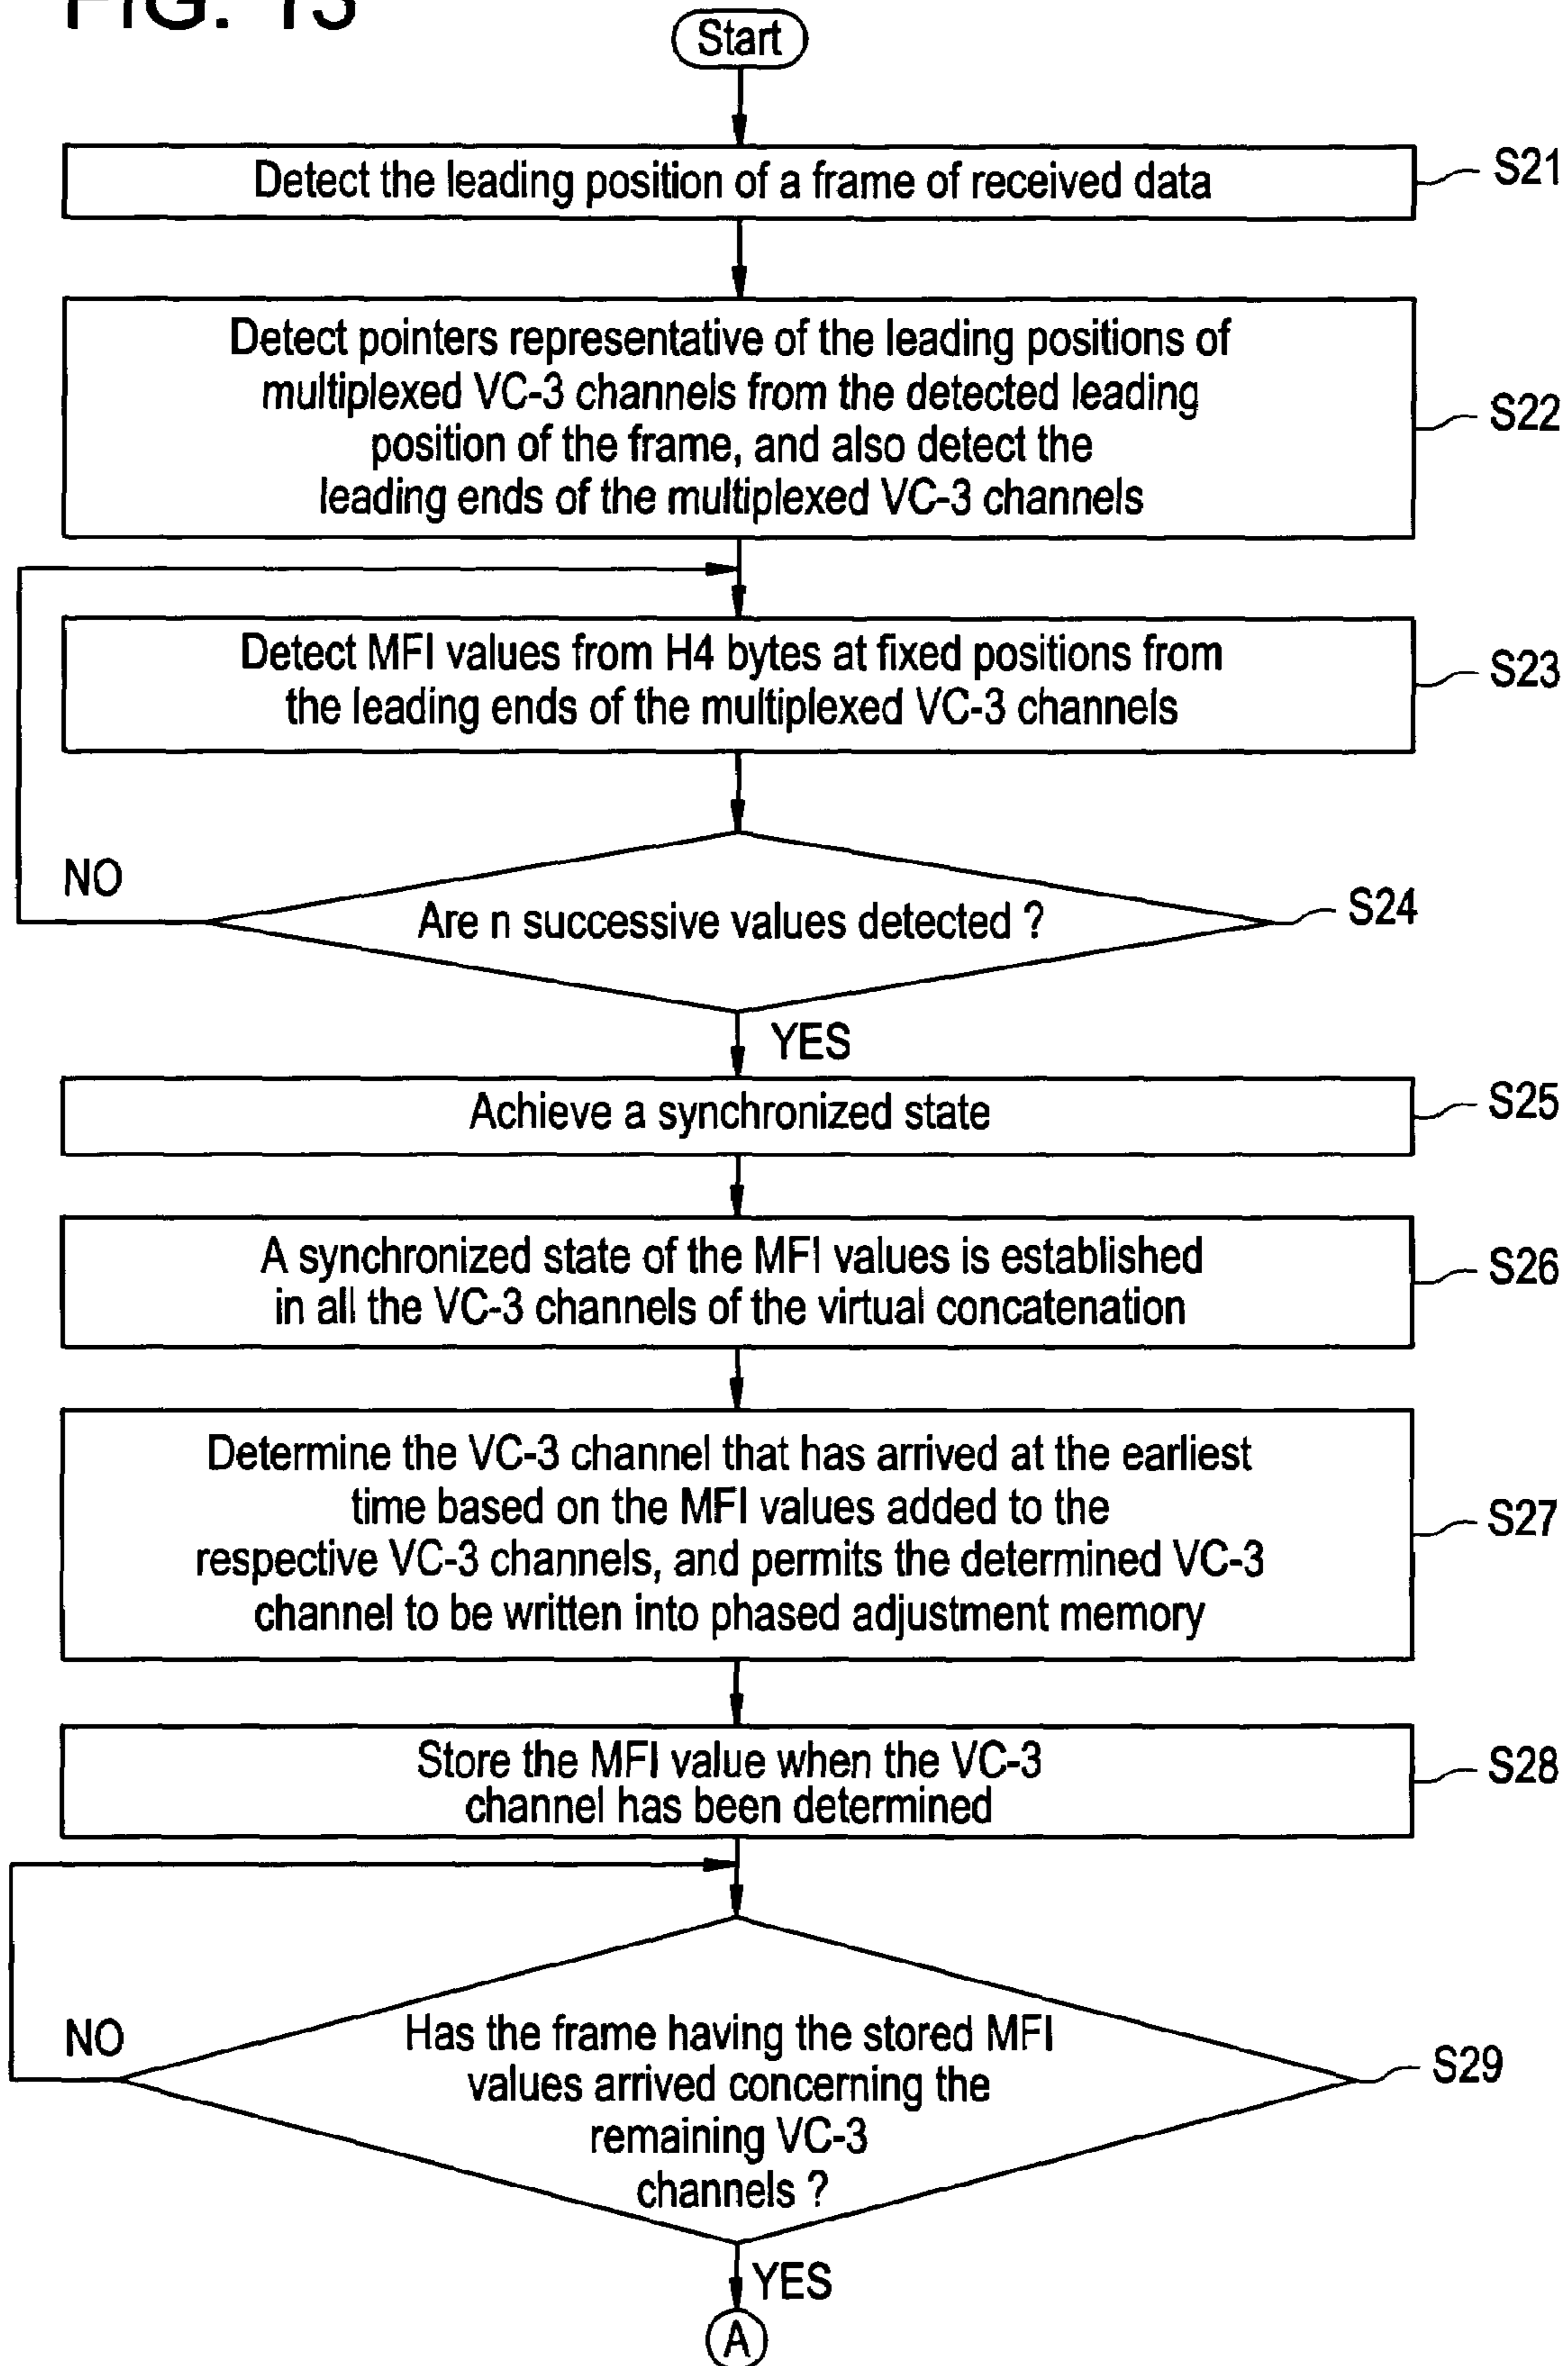 FIG. 13
Start
Detect the leading position of a frame of received data
S21
Detect pointers representative of the leading positions of
multiplexed VC-3 channels from the detected leading
position of the frame, and also detect the
leading ends of the multiplexed VC-3 channels
S22
Detect MFI values from H4 bytes at fixed positions from
the leading ends of the multiplexed VC-3 channels
S23
NO
Are n successive values detected ?
S24
YES
Achieve a synchronized state
S25
A synchronized state of the MFI values is established
in all the VC-3 channels of the virtual concatenation
S26
Determine the VC-3 channel that has arrived at the earliest
time based on the MFI values added to the
respective VC-3 channels, and permits the determined VC-3
channel to be written into phased adjustment memory
S27
Store the MFI value when the VC-3
channel has been determined
S28
NO
Has the frame having the stored MFI
values arrived concerning the
remaining VC-3
channels ?
S29
YES
A